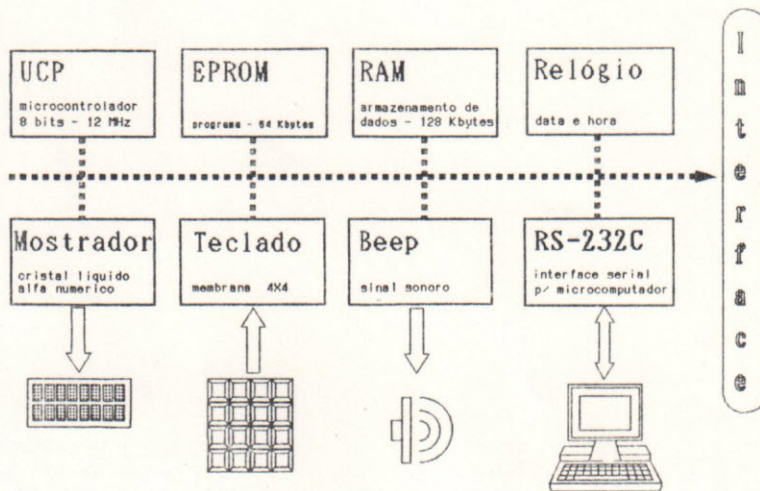 UCP
microcontrolador
8 bits - 12 MHz
EPROM
programa - 64 Kbytes
RAM
armazenamento de
dados - 128 Kbytes
Relógio
data e hora
Mostrador
cristal liquido
alfa numerico
Teclado
membrana 4X4
Beep
sinal sonoro
RS-232C
interface serial
p/ microcomputador
Interface